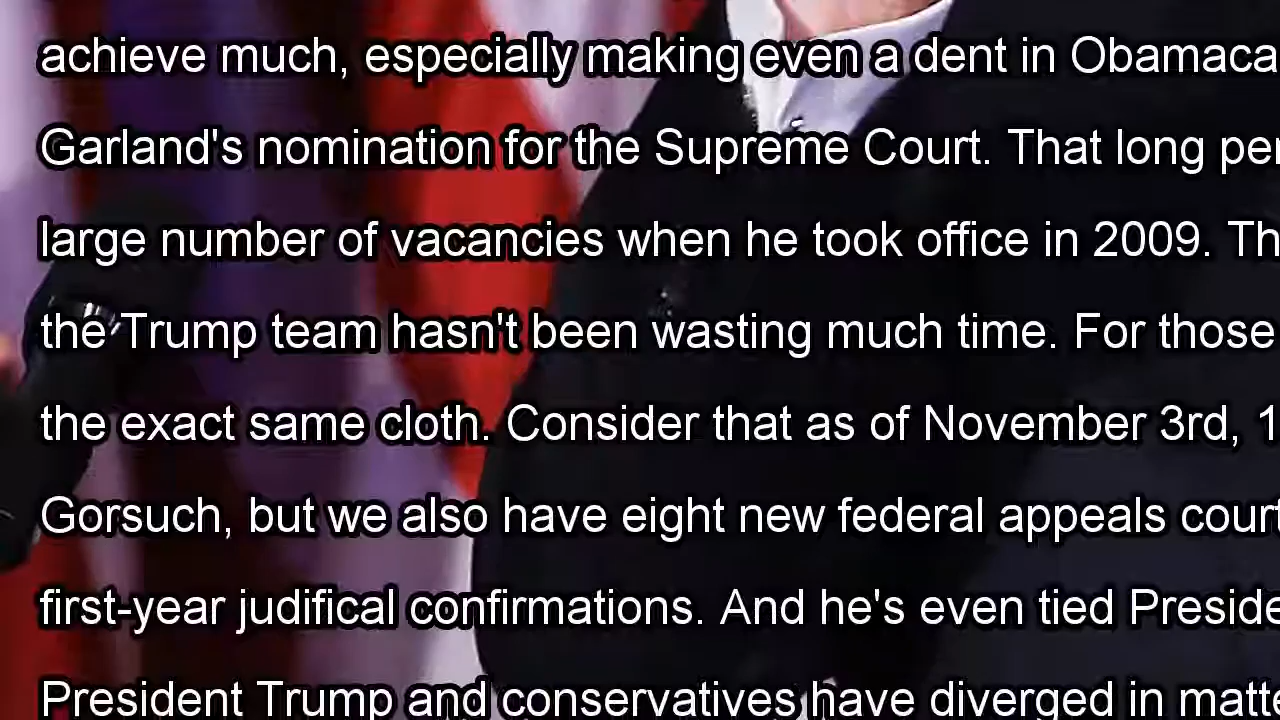 achieve much, especially making even a dent in Obamaca
Garland's nomination for the Supreme Court. That long per
large number of vacancies when he took office in 2009. Th
the Trump team hasn't been wasting much time. For those
the exact same cloth. Consider that as of November 3rd, 1
Gorsuch, but we also have eight new federal appeals court
first-year judifical confirmations. And he's even tied Preside
President Trump and conservatives have diverged in matte